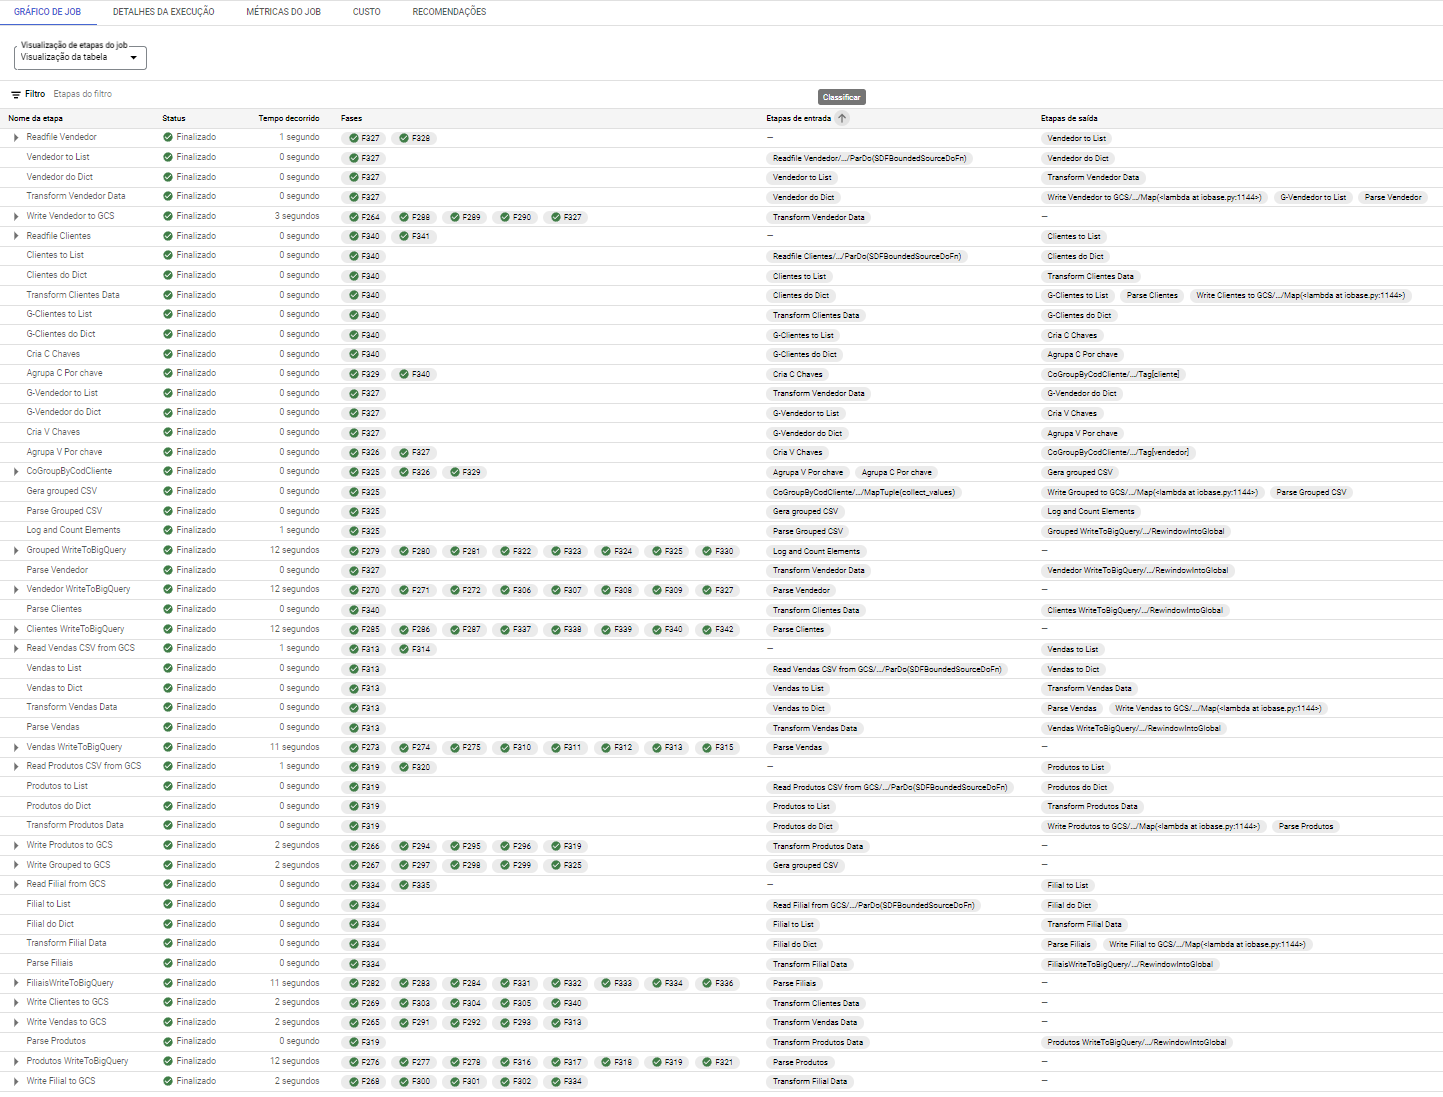 GRÁFICO DE JOB DETALHES DA EXECUÇÃO MÉTRICAS DO JOB CUSTO RECOMENDAÇÕES
Visualização de etapas do job
Visualização da tabela
Filtro Etapas do filtro
Classificar
Nome da etapa Status Tempo decorrido Fases Etapas de entrada Etapas de saída
Readfile Vendedor Finalizado 1 segundo F327 F328 — Vendedor to List
Vendedor to List Finalizado 0 segundo F327 Readfile Vendedor/.../ParDo(SDFBoundedSourceDoFn) Vendedor do Dict
Vendedor do Dict Finalizado 0 segundo F327 Vendedor to List Transform Vendedor Data
Transform Vendedor Data Finalizado 0 segundo F327 Vendedor do Dict Write Vendedor to GCS/.../Map(<lambda at iobase.py:1144>) G-Vendedor to List Parse Vendedor
Write Vendedor to GCS Finalizado 3 segundos F264 F288 F289 F290 F327 Transform Vendedor Data —
Readfile Clientes Finalizado 0 segundo F340 F341 — Clientes to List
Clientes to List Finalizado 0 segundo F340 Readfile Clientes/.../ParDo(SDFBoundedSourceDoFn) Clientes do Dict
Clientes do Dict Finalizado 0 segundo F340 Clientes to List Transform Clientes Data
Transform Clientes Data Finalizado 0 segundo F340 Clientes do Dict G-Clientes to List Parse Clientes Write Clientes to GCS/.../Map(<lambda at iobase.py:1144>)
G-Clientes to List Finalizado 0 segundo F340 Transform Clientes Data G-Clientes do Dict
G-Clientes do Dict Finalizado 0 segundo F340 G-Clientes to List Cria C Chaves
Cria C Chaves Finalizado 0 segundo F340 G-Clientes do Dict Agrupa C Por chave
Agrupa C Por chave Finalizado 0 segundo F329 F340 Cria C Chaves CoGroupByCodCliente/.../Tag[cliente]
G-Vendedor to List Finalizado 0 segundo F327 Transform Vendedor Data G-Vendedor do Dict
G-Vendedor do Dict Finalizado 0 segundo F327 G-Vendedor to List Cria V Chaves
Cria V Chaves Finalizado 0 segundo F327 G-Vendedor do Dict Agrupa V Por chave
Agrupa V Por chave Finalizado 0 segundo F326 F327 Cria V Chaves CoGroupByCodCliente/.../Tag[vendedor]
CoGroupByCodCliente Finalizado 0 segundo F325 F326 F329 Agrupa V Por chave Agrupa C Por chave Gera grouped CSV
Gera grouped CSV Finalizado 0 segundo F325 CoGroupByCodCliente/.../MapTuple(collect_values) Write Grouped to GCS/.../Map(<lambda at iobase.py:1144>) Parse Grouped CSV
Parse Grouped CSV Finalizado 0 segundo F325 Gera grouped CSV Log and Count Elements
Log and Count Elements Finalizado 1 segundo F325 Parse Grouped CSV Grouped WriteToBigQuery/.../RewindowIntoGlobal
Grouped WriteToBigQuery Finalizado 12 segundos F279 F280 F281 F322 F323 F324 F325 F330 Log and Count Elements —
Parse Vendedor Finalizado 0 segundo F327 Transform Vendedor Data Vendedor WriteToBigQuery/.../RewindowIntoGlobal
Vendedor WriteToBigQuery Finalizado 12 segundos F270 F271 F272 F306 F307 F308 F309 F327 Parse Vendedor —
Parse Clientes Finalizado 0 segundo F340 Transform Clientes Data Clientes WriteToBigQuery/.../RewindowIntoGlobal
Clientes WriteToBigQuery Finalizado 12 segundos F285 F286 F287 F337 F338 F339 F340 F342 Parse Clientes —
Read Vendas CSV from GCS Finalizado 1 segundo F313 F314 — Vendas to List
Vendas to List Finalizado 0 segundo F313 Read Vendas CSV from GCS/.../ParDo(SDFBoundedSourceDoFn) Vendas to Dict
Vendas to Dict Finalizado 0 segundo F313 Vendas to List Transform Vendas Data
Transform Vendas Data Finalizado 0 segundo F313 Vendas to Dict Parse Vendas Write Vendas to GCS/.../Map(<lambda at iobase.py:1144>)
Parse Vendas Finalizado 0 segundo F313 Transform Vendas Data Vendas WriteToBigQuery/.../RewindowIntoGlobal
Vendas WriteToBigQuery Finalizado 11 segundos F273 F274 F275 F310 F311 F312 F313 F315 Parse Vendas —
Read Produtos CSV from GCS Finalizado 1 segundo F319 F320 — Produtos to List
Produtos to List Finalizado 0 segundo F319 Read Produtos CSV from GCS/.../ParDo(SDFBoundedSourceDoFn) Produtos do Dict
Produtos do Dict Finalizado 0 segundo F319 Produtos to List Transform Produtos Data
Transform Produtos Data Finalizado 0 segundo F319 Produtos do Dict Write Produtos to GCS/.../Map(<lambda at iobase.py:1144>) Parse Produtos
Write Produtos to GCS Finalizado 2 segundos F266 F294 F295 F296 F319 Transform Produtos Data —
Write Grouped to GCS Finalizado 2 segundos F267 F297 F298 F299 F325 Gera grouped CSV —
Read Filial from GCS Finalizado 0 segundo F334 F335 — Filial to List
Filial to List Finalizado 0 segundo F334 Read Filial from GCS/.../ParDo(SDFBoundedSourceDoFn) Filial do Dict
Filial do Dict Finalizado 0 segundo F334 Filial to List Transform Filial Data
Transform Filial Data Finalizado 0 segundo F334 Filial do Dict Parse Filiais Write Filial to GCS/.../Map(<lambda at iobase.py:1144>)
Parse Filiais Finalizado 0 segundo F334 Transform Filial Data FiliaisWriteToBigQuery/.../RewindowIntoGlobal
FiliaisWriteToBigQuery Finalizado 11 segundos F282 F283 F284 F331 F332 F333 F334 F336 Parse Filiais —
Write Clientes to GCS Finalizado 2 segundos F269 F303 F304 F305 F340 Transform Clientes Data —
Write Vendas to GCS Finalizado 2 segundos F265 F291 F292 F293 F313 Transform Vendas Data —
Parse Produtos Finalizado 0 segundo F319 Transform Produtos Data Produtos WriteToBigQuery/.../RewindowIntoGlobal
Produtos WriteToBigQuery Finalizado 12 segundos F276 F277 F278 F316 F317 F318 F319 F321 Parse Produtos —
Write Filial to GCS Finalizado 2 segundos F268 F300 F301 F302 F334 Transform Filial Data —